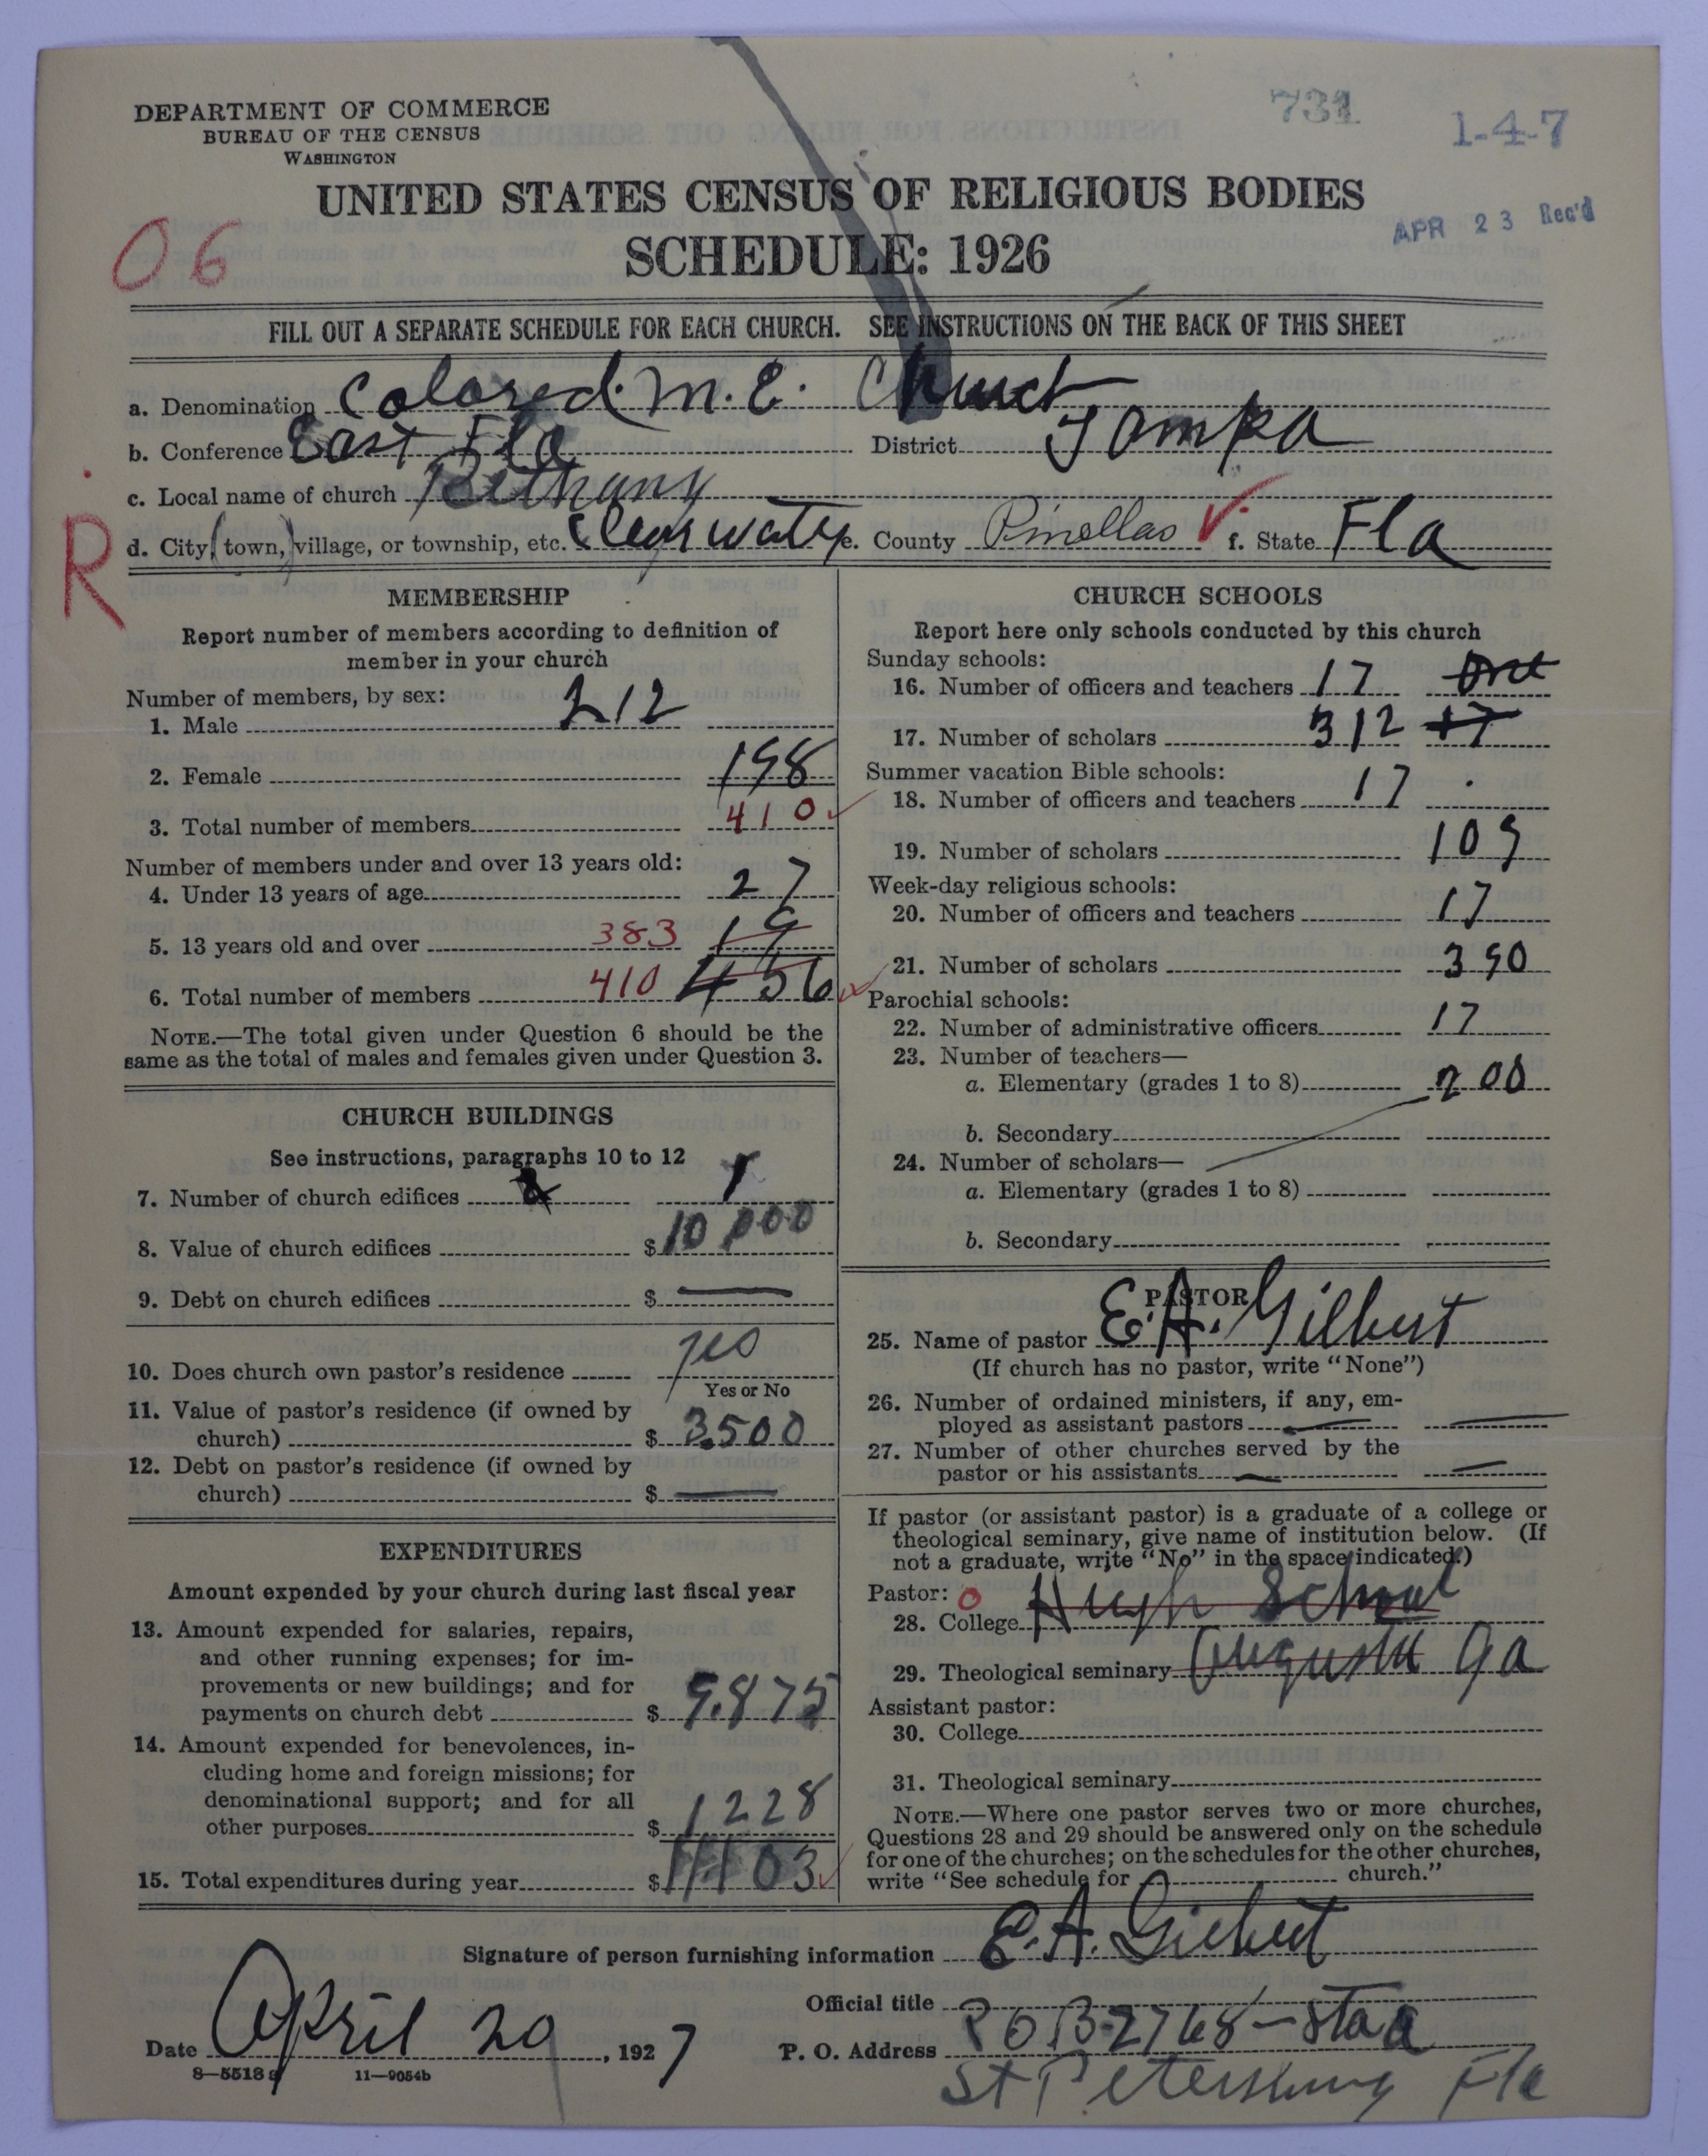 DEPARTMENT OF COMMERCE
BUREAU OF THE CENSUS
WASHINGTON
731
1-4-7
UNITED STATES CENSUS OF RELIGIOUS BODIES
SCHEDULE: 1926
APR 23 Rec'd
06
FILL OUT A SEPARATE SCHEDULE FOR EACH CHURCH. SEE INSTRUCTIONS ON THE BACK OF THIS SHEET
a. Denomination Colored. M. E. Church
b. Conference East Fla District Tampa
c. Local name of church Bethany
d. City, (town,) village, or township, etc. Clearwater e. County Pinellas f. State Fla
R
MEMBERSHIP
Report number of members according to definition of
member in your church
Number of members, by sex:
1. Male 212
2. Female 198
3. Total number of members 410
Number of members under and over 13 years old:
4. Under 13 years of age 27
5. 13 years old and over 383 19
6. Total number of members 410 456
NOTE.—The total given under Question 6 should be the
same as the total of males and females given under Question 3.
CHURCH BUILDINGS
See instructions, paragraphs 10 to 12
7. Number of church edifices 1
8. Value of church edifices $ 10000
9. Debt on church edifices $ —
10. Does church own pastor's residence yes
Yes or No
11. Value of pastor's residence (if owned by
church) $ 3.500
12. Debt on pastor's residence (if owned by
church) $ —
EXPENDITURES
Amount expended by your church during last fiscal year
13. Amount expended for salaries, repairs,
and other running expenses; for im-
provements or new buildings; and for
payments on church debt $ 9.875
14. Amount expended for benevolences, in-
cluding home and foreign missions; for
denominational support; and for all
other purposes $ 1228
15. Total expenditures during year $ 11103
CHURCH SCHOOLS
Report here only schools conducted by this church
Sunday schools:
16. Number of officers and teachers 17
17. Number of scholars 312 17
Summer vacation Bible schools:
18. Number of officers and teachers 17
19. Number of scholars 109
Week-day religious schools:
20. Number of officers and teachers 17
21. Number of scholars 390
Parochial schools:
22. Number of administrative officers 17
23. Number of teachers—
a. Elementary (grades 1 to 8) 200
b. Secondary
24. Number of scholars—
a. Elementary (grades 1 to 8)
b. Secondary
PASTOR
25. Name of pastor E. A. Gilbert
(If church has no pastor, write "None")
26. Number of ordained ministers, if any, em-
ployed as assistant pastors — —
27. Number of other churches served by the
pastor or his assistants — —
If pastor (or assistant pastor) is a graduate of a college or
theological seminary, give name of institution below. (If
not a graduate, write "No" in the space indicated.)
Pastor: 0
28. College High School
29. Theological seminary Augusta Ga
Assistant pastor:
30. College
31. Theological seminary
NOTE.—Where one pastor serves two or more churches,
Questions 28 and 29 should be answered only on the schedule
for one of the churches; on the schedules for the other churches,
write "See schedule for church."
Signature of person furnishing information E. A. Gilbert
Official title
Date April 20, 1927 P. O. Address P O B-2768-Sta a
St Petersburg Fla
8—5518 a 11—9054b